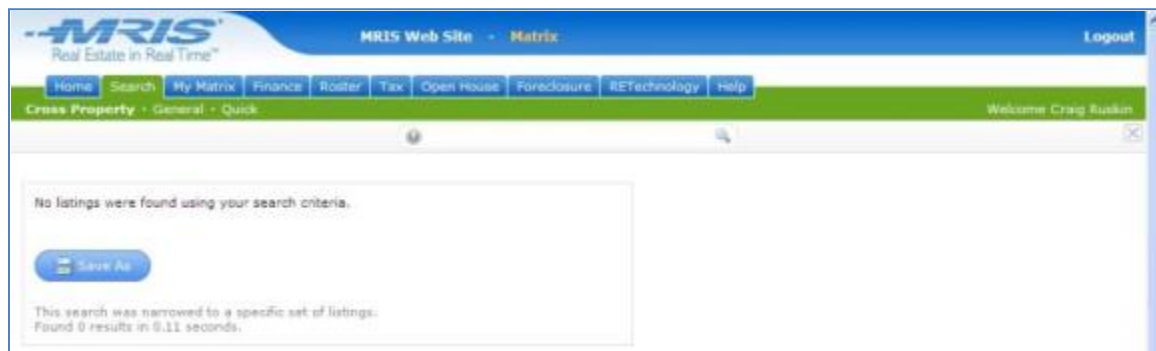 MRIS
Real Estate in Real Time™
MRIS Web Site - Matrix
Logout
Home Search My Matrix Finance Roster Tax Open House Foreclosure RETechnology Help
Cross Property · General · Quick
Welcome Craig Ruskin
No listings were found using your search criteria.
Save As
This search was narrowed to a specific set of listings.
Found 0 results in 0.11 seconds.